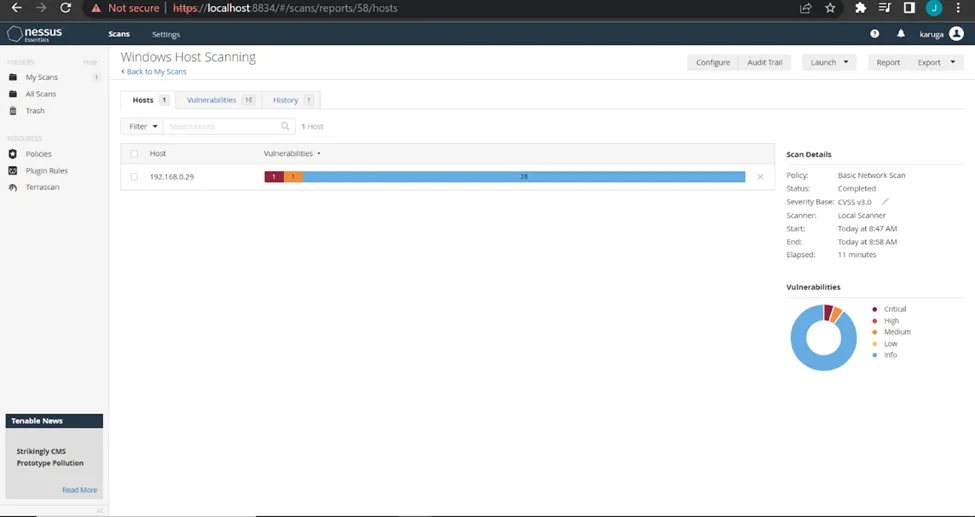 Not secure https://localhost:8834/#/scans/reports/58/hosts J
nessus Essentials Scans Settings karuga
FOLDERS Hide
My Scans 1
All Scans
Trash
RESOURCES
Policies
Plugin Rules
Terrascan
Tenable News
Strikingly CMS
Prototype Pollution
Read More
Windows Host Scanning
Back to My Scans
Configure Audit Trail Launch Report Export
Hosts 1 Vulnerabilities 16 History 1
Filter Search Hosts 1 Host
Host Vulnerabilities
192.168.0.29 1 1 28
Scan Details
Policy: Basic Network Scan
Status: Completed
Severity Base: CVSS v3.0
Scanner: Local Scanner
Start: Today at 8:47 AM
End: Today at 8:58 AM
Elapsed: 11 minutes
Vulnerabilities
Critical
High
Medium
Low
Info